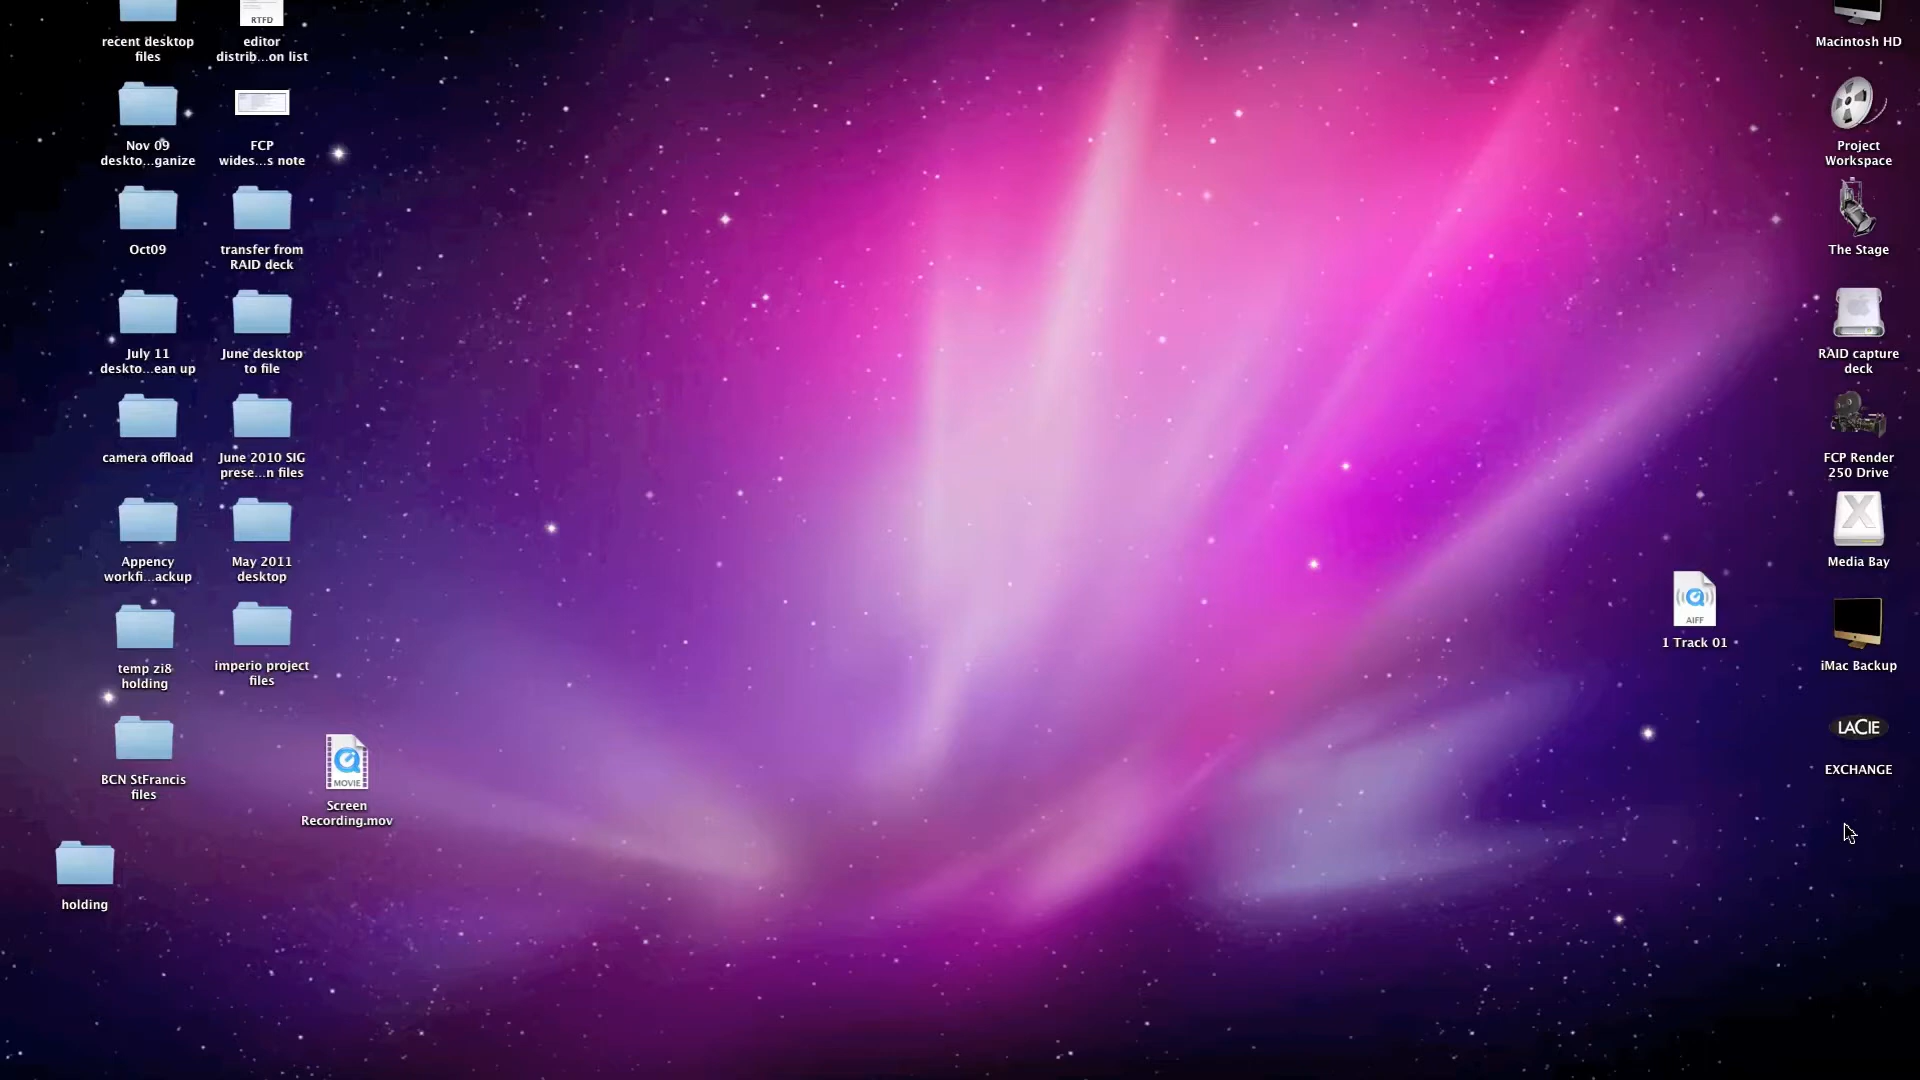 recent desktop
files
RTFD
editor
distrib...on list
Nov 09
deskto...ganize
FCP
wides...s note
Oct09
transfer from
RAID deck
July 11
deskto...ean up
June desktop
to file
camera offload
June 2010 SIG
prese...n files
Appency
workfi...ackup
May 2011
desktop
temp zi8
holding
imperio project
files
BCN StFrancis
files
MOVIE
Screen
Recording.mov
holding
AIFF
1 Track 01
Macintosh HD
Project
Workspace
The Stage
RAID capture
deck
FCP Render
250 Drive
X
Media Bay
iMac Backup
LACIE
EXCHANGE